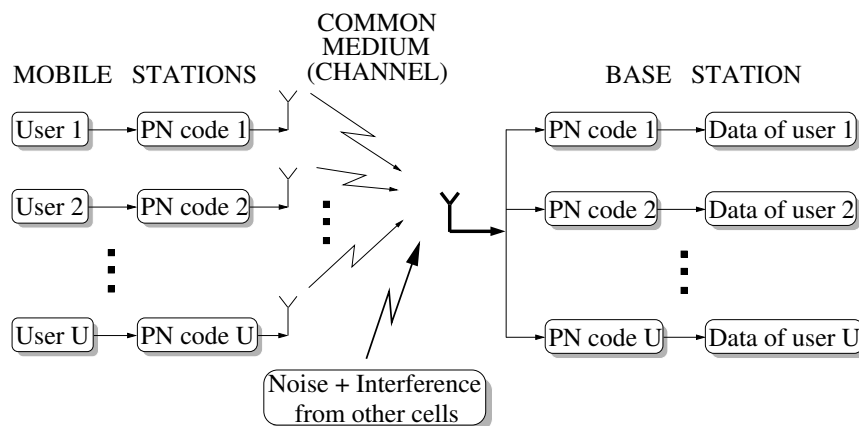 COMMON
MEDIUM
(CHANNEL)
MOBILE STATIONS
BASE STATION
User 1
PN code 1
PN code 1
Data of user 1
User 2
PN code 2
PN code 2
Data of user 2
User U
PN code U
PN code U
Data of user U
Noise + Interference
from other cells